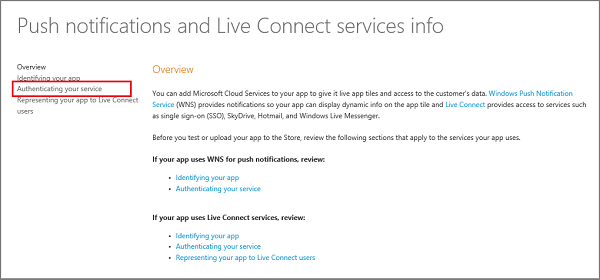 Push notifications and Live Connect services info
Overview
Identifying your app
Authenticating your service
Representing your app to Live Connect
users
Overview
You can add Microsoft Cloud Services to your app to give it live app tiles and access to the customer's data. Windows Push Notification
Service (WNS) provides notifications so your app can display dynamic info on the app tile and Live Connect provides access to services such
as single sign-on (SSO), SkyDrive, Hotmail, and Windows Live Messenger.
Before you test or upload your app to the Store, review the following sections that apply to the services your app uses.
If your app uses WNS for push notifications, review:
• Identifying your app
• Authenticating your service
If your app uses Live Connect services, review:
• Identifying your app
• Authenticating your service
• Representing your app to Live Connect users